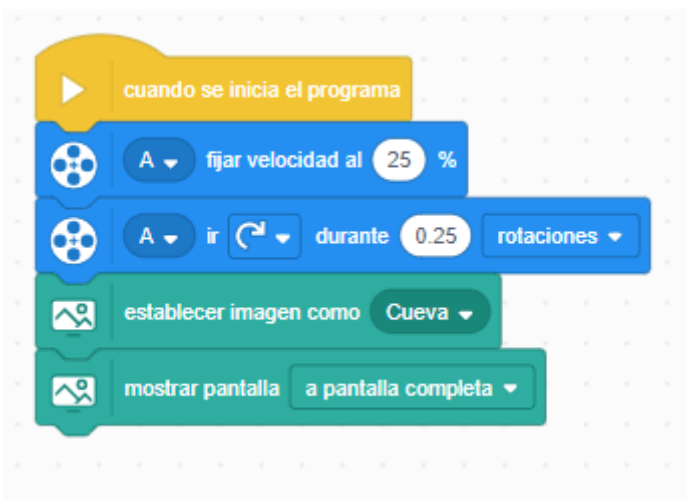 cuando se inicia el programa
A fijar velocidad al 25 %
A ir durante 0.25 rotaciones
establecer imagen como Cueva
mostrar pantalla a pantalla completa